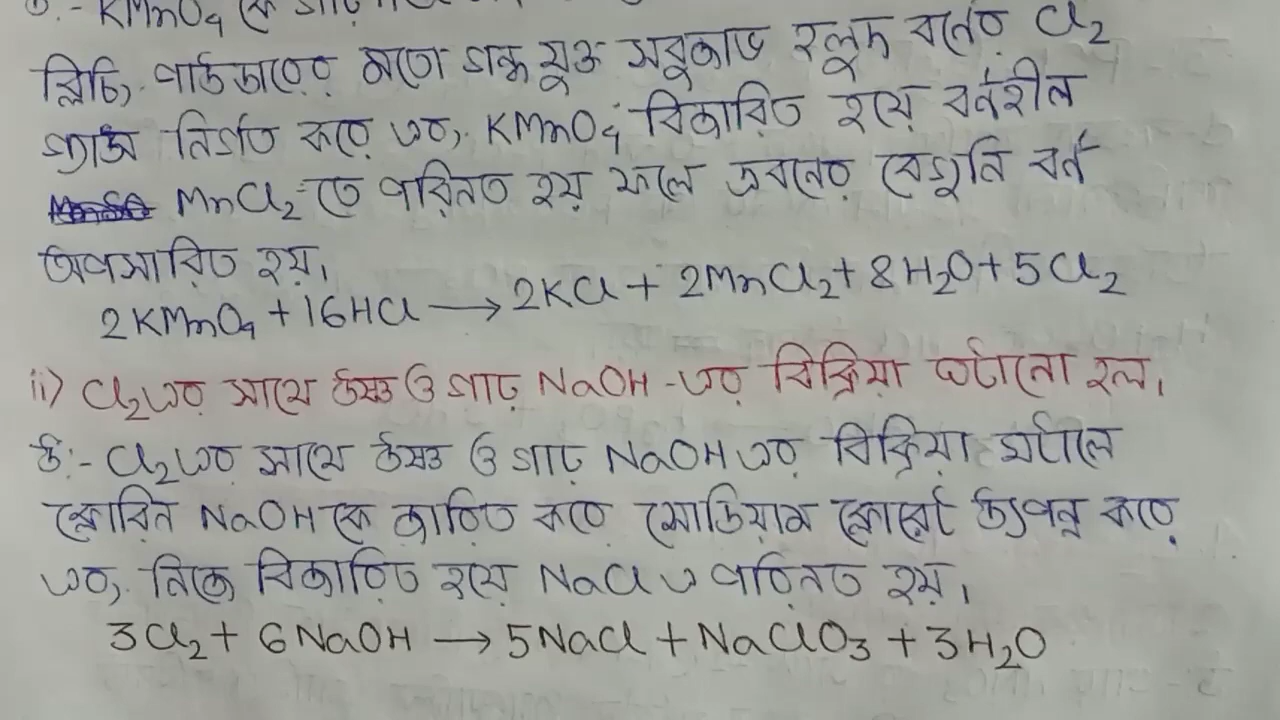 উঃ- KMnO4 কে গাঢ়
ব্লিচিং পাউডারের মতো গন্ধ যুক্ত সবুজাভ হলুদ বর্নের Cl2
গ্যাস নির্গত করে এবং KMnO4 বিজারিত হয়ে বর্ণহীন
MnCl2-তে পরিনত হয় ফলে দ্রবনের বেগুনি বর্ণ
অপসারিত হয়।
2KMnO4 + 16HCl ⟶ 2KCl + 2MnCl2 + 8H2O + 5Cl2
ii) Cl2 এর সাথে উষ্ণ ও গাঢ় NaOH-এর বিক্রিয়া ঘটানো হল।
উঃ- Cl2 এর সাথে উষ্ণ ও গাঢ় NaOH এর বিক্রিয়া ঘটালে
ক্লোরিন NaOH কে জারিত করে সোডিয়াম ক্লোরেট উৎপন্ন করে
এবং নিজে বিজারিত হয়ে NaCl এ পরিনত হয়।
3Cl2 + 6NaOH ⟶ 5NaCl + NaClO3 + 3H2O